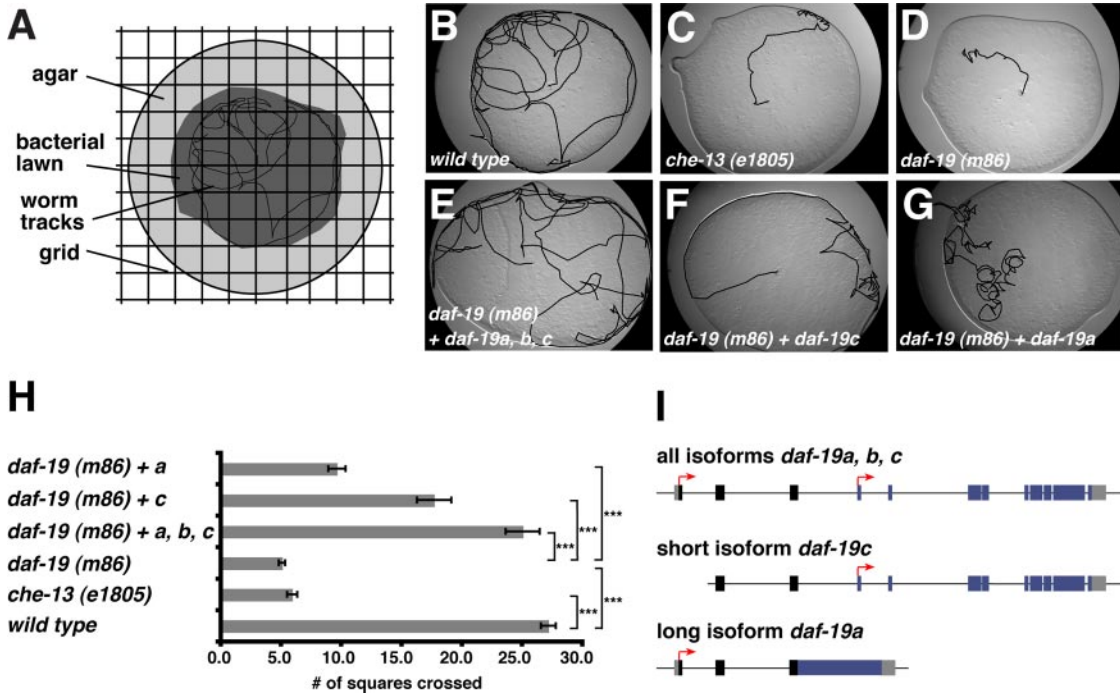 A
agar
bacterial
lawn
worm
tracks
grid
B
wild type
C
che-13 (e1805)
D
daf-19 (m86)
E
daf-19 (m86)
+ daf-19a, b, c
F
daf-19 (m86) + daf-19c
G
daf-19 (m86) + daf-19a
H
daf-19 (m86) + a
daf-19 (m86) + c
daf-19 (m86) + a, b, c
daf-19 (m86)
che-13 (e1805)
wild type
***
***
***
***
***
0.0 5.0 10.0 15.0 20.0 25.0 30.0
# of squares crossed
I
all isoforms daf-19a, b, c
short isoform daf-19c
long isoform daf-19a